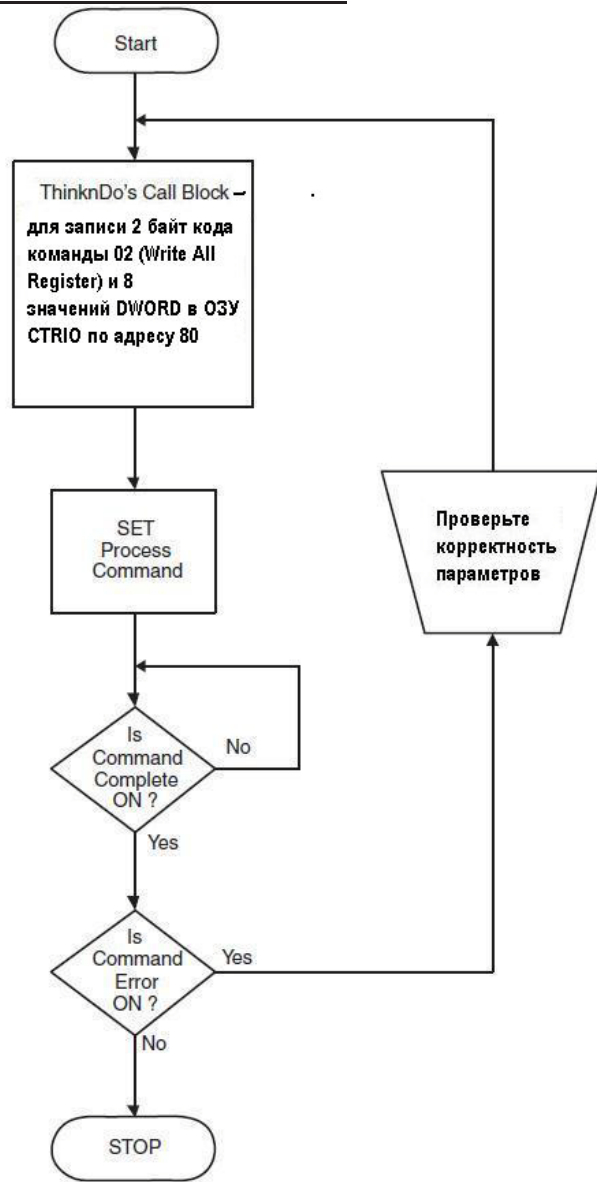 Start
ThinknDo's Call Block –
для записи 2 байт кода
команды 02 (Write All
Register) и 8
значений DWORD в ОЗУ
CTRIO по адресу 80
SET
Process
Command
Проверьте
корректность
параметров
Is
Command
Complete
ON ?
No
Yes
Is
Command
Error
ON ?
Yes
No
STOP